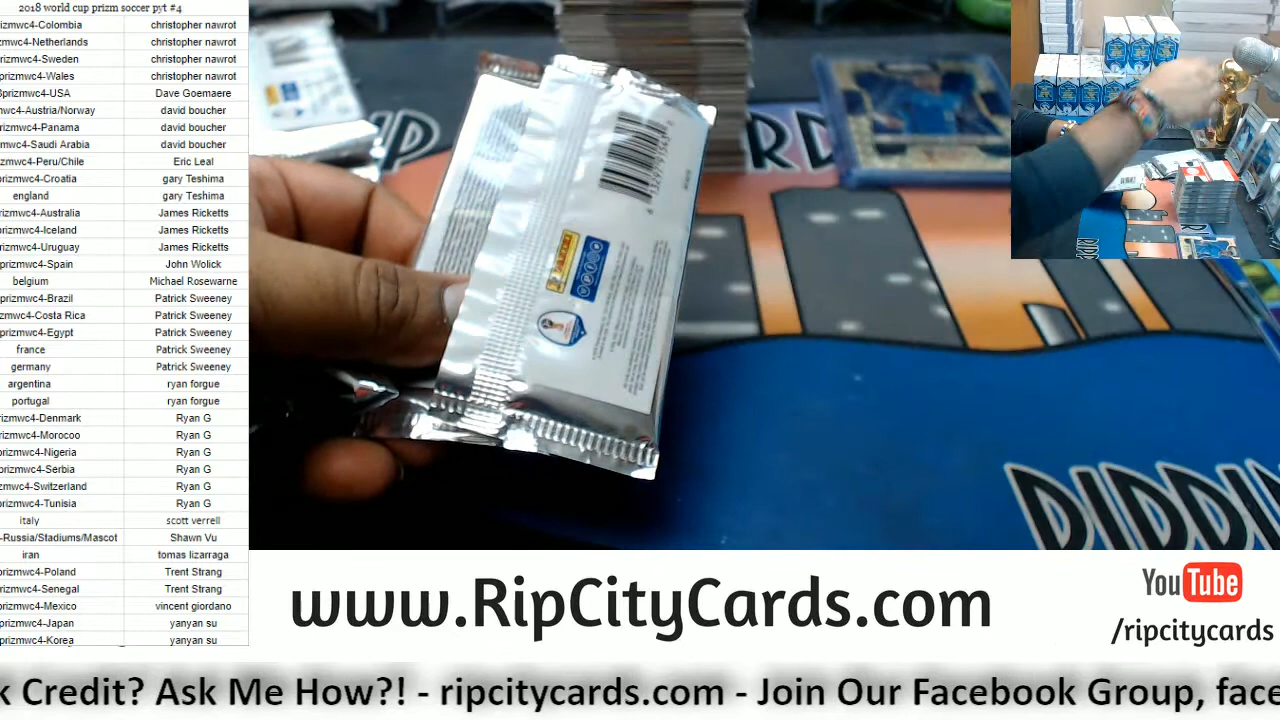 2018 world cup prizm soccer pyt #4
rizmwc4-Colombia christopher nawrot
zmwc4-Netherlands christopher nawrot
rizmwc4-Sweden christopher nawrot
prizmwc4-Wales christopher nawrot
prizmwc4-USA Dave Goemaere
wc4-Austria/Norway david boucher
rizmwc4-Panama david boucher
wc4-Saudi Arabia david boucher
zmwc4-Peru/Chile Eric Leal
prizmwc4-Croatia gary Teshima
england gary Teshima
rizmwc4-Australia James Ricketts
prizmwc4-Iceland James Ricketts
rizmwc4-Uruguay James Ricketts
prizmwc4-Spain John Wolick
belgium Michael Rosewarne
prizmwc4-Brazil Patrick Sweeney
zmwc4-Costa Rica Patrick Sweeney
prizmwc4-Egypt Patrick Sweeney
france Patrick Sweeney
germany Patrick Sweeney
argentina ryan forgue
portugal ryan forgue
rizmwc4-Denmark Ryan G
rizmwc4-Morocoo Ryan G
rizmwc4-Nigeria Ryan G
prizmwc4-Serbia Ryan G
zmwc4-Switzerland Ryan G
prizmwc4-Tunisia Ryan G
italy scott verrell
-Russia/Stadiums/Mascot Shawn Vu
iran tomas lizarraga
prizmwc4-Poland Trent Strang
rizmwc4-Senegal Trent Strang
prizmwc4-Mexico vincent giordano
prizmwc4-Japan yanyan su
prizmwc4-Korea yanyan su
PANINI
www.RipCityCards.com
YouTube
/ripcitycards
k Credit? Ask Me How?! - ripcitycards.com - Join Our Facebook Group, face